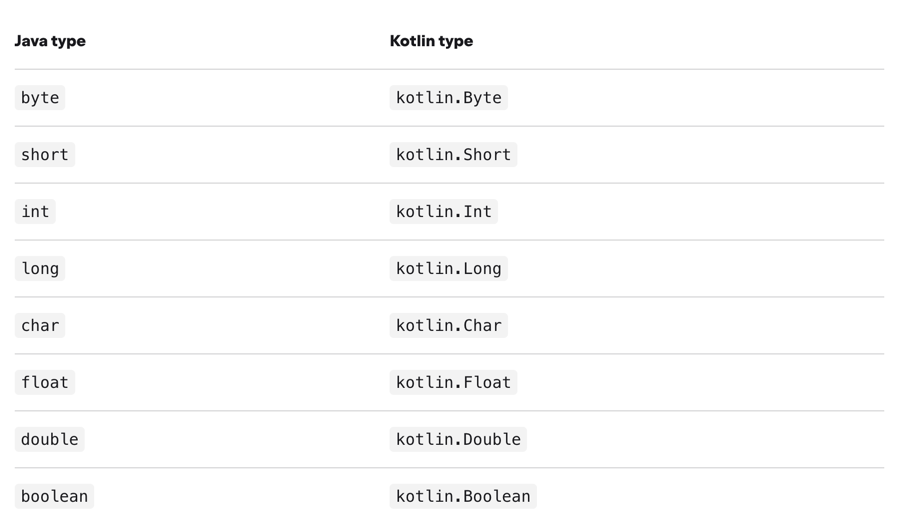 Java type Kotlin type
byte kotlin.Byte
short kotlin.Short
int kotlin.Int
long kotlin.Long
char kotlin.Char
float kotlin.Float
double kotlin.Double
boolean kotlin.Boolean